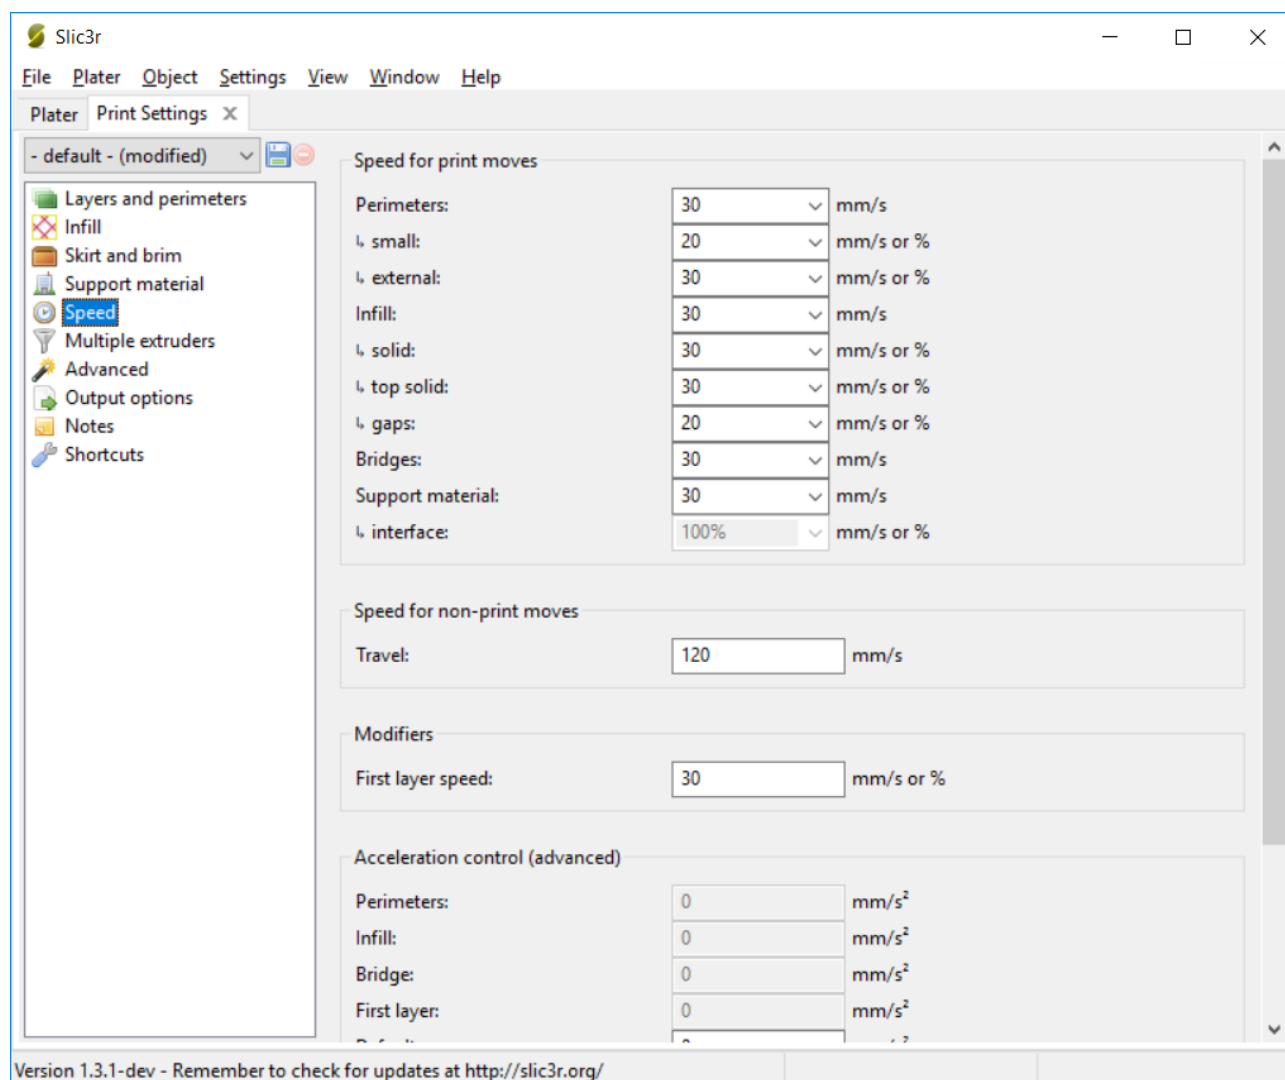 Slic3r
File Plater Object Settings View Window Help
Plater Print Settings
- default - (modified)
Layers and perimeters
Infill
Skirt and brim
Support material
Speed
Multiple extruders
Advanced
Output options
Notes
Shortcuts
Speed for print moves
Perimeters: 30 mm/s
↳ small: 20 mm/s or %
↳ external: 30 mm/s or %
Infill: 30 mm/s
↳ solid: 30 mm/s or %
↳ top solid: 30 mm/s or %
↳ gaps: 20 mm/s or %
Bridges: 30 mm/s
Support material: 30 mm/s
↳ interface: 100% mm/s or %
Speed for non-print moves
Travel: 120 mm/s
Modifiers
First layer speed: 30 mm/s or %
Acceleration control (advanced)
Perimeters: 0 mm/s²
Infill: 0 mm/s²
Bridge: 0 mm/s²
First layer: 0 mm/s²
Version 1.3.1-dev - Remember to check for updates at http://slic3r.org/